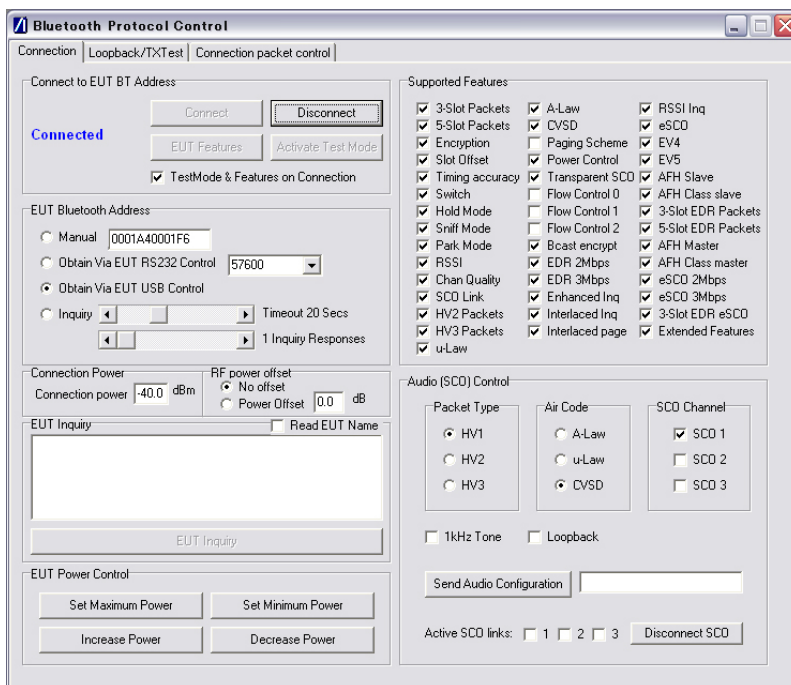 Bluetooth Protocol Control
Connection Loopback/TXTest Connection packet control
Connect to EUT BT Address
Connect Disconnect
Connected
EUT Features Activate Test Mode
TestMode & Features on Connection
EUT Bluetooth Address
Manual 0001A40001F6
Obtain Via EUT RS232 Control 57600
Obtain Via EUT USB Control
Inquiry Timeout 20 Secs
1 Inquiry Responses
Connection Power
Connection power -40.0 dBm
RF power offset
No offset
Power Offset 0.0 dB
EUT Inquiry Read EUT Name
EUT Inquiry
EUT Power Control
Set Maximum Power Set Minimum Power
Increase Power Decrease Power
Supported Features
3-Slot Packets A-Law RSSI Inq
5-Slot Packets CVSD eSCO
Encryption Paging Scheme EV4
Slot Offset Power Control EV5
Timing accuracy Transparent SCO AFH Slave
Switch Flow Control 0 AFH Class slave
Hold Mode Flow Control 1 3-Slot EDR Packets
Sniff Mode Flow Control 2 5-Slot EDR Packets
Park Mode Bcast encrypt AFH Master
RSSI EDR 2Mbps AFH Class master
Chan Quality EDR 3Mbps eSCO 2Mbps
SCO Link Enhanced Inq eSCO 3Mbps
HV2 Packets Interlaced Inq 3-Slot EDR eSCO
HV3 Packets Interlaced page Extended Features
u-Law
Audio (SCO) Control
Packet Type Air Code SCO Channel
HV1 A-Law SCO 1
HV2 u-Law SCO 2
HV3 CVSD SCO 3
1kHz Tone Loopback
Send Audio Configuration
Active SCO links: 1 2 3 Disconnect SCO